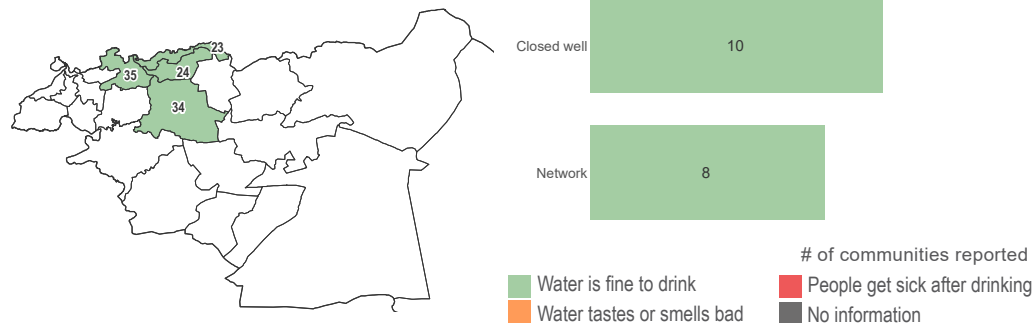 23
24
35
34
Closed well
10
Network
8
# of communities reported
Water is fine to drink
People get sick after drinking
Water tastes or smells bad
No information